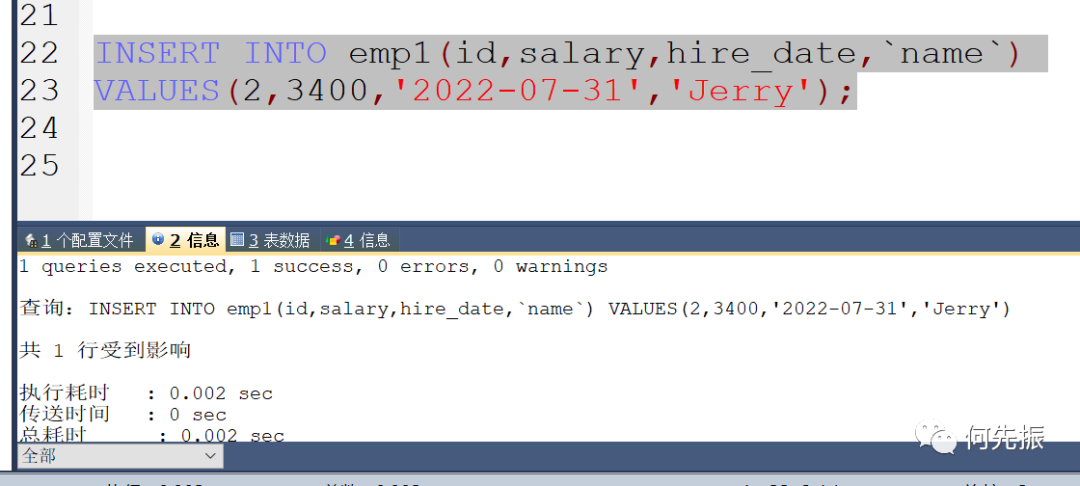 21
22 INSERT INTO emp1(id,salary,hire_date,`name`)
23 VALUES(2,3400,'2022-07-31','Jerry');
24
25
1 个配置文件 2 信息 3 表数据 4 信息
1 queries executed, 1 success, 0 errors, 0 warnings
查询: INSERT INTO emp1(id,salary,hire_date,`name`) VALUES(2,3400,'2022-07-31','Jerry')
共 1 行受到影响
执行耗时 : 0.002 sec
传送时间 : 0 sec
总耗时 : 0.002 sec
全部
何先振